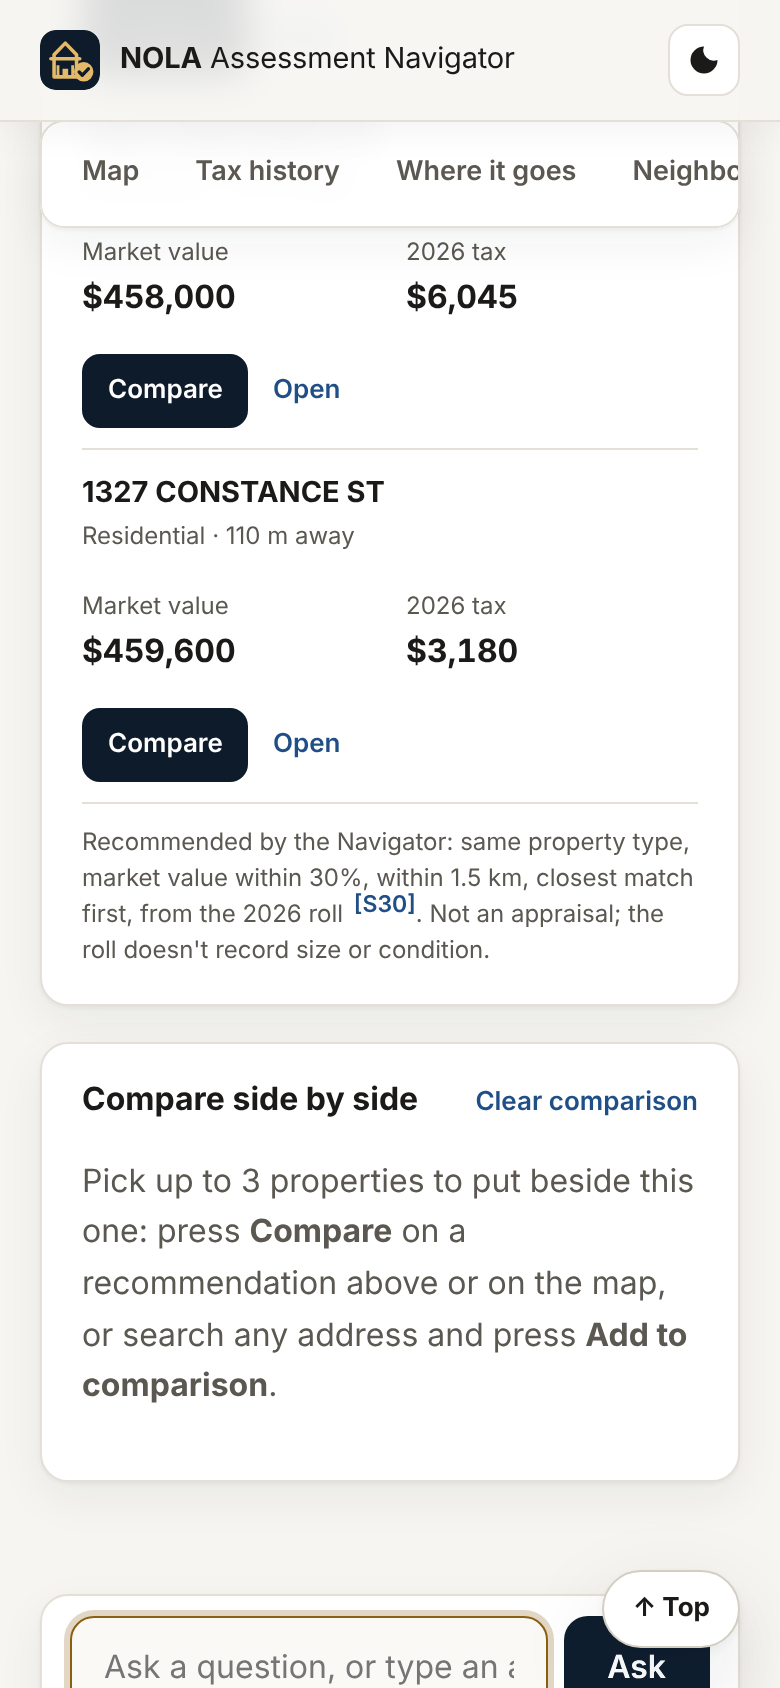 NOLA Assessment Navigator
Map Tax history Where it goes Neighbo
Market value 2026 tax
$458,000 $6,045
Compare Open
1327 CONSTANCE ST
Residential · 110 m away
Market value 2026 tax
$459,600 $3,180
Compare Open
Recommended by the Navigator: same property type,
market value within 30%, within 1.5 km, closest match
first, from the 2026 roll [S30]. Not an appraisal; the
roll doesn't record size or condition.
Compare side by side Clear comparison
Pick up to 3 properties to put beside this
one: press Compare on a
recommendation above or on the map,
or search any address and press Add to
comparison.
↑ Top
Ask a question, or type an a Ask